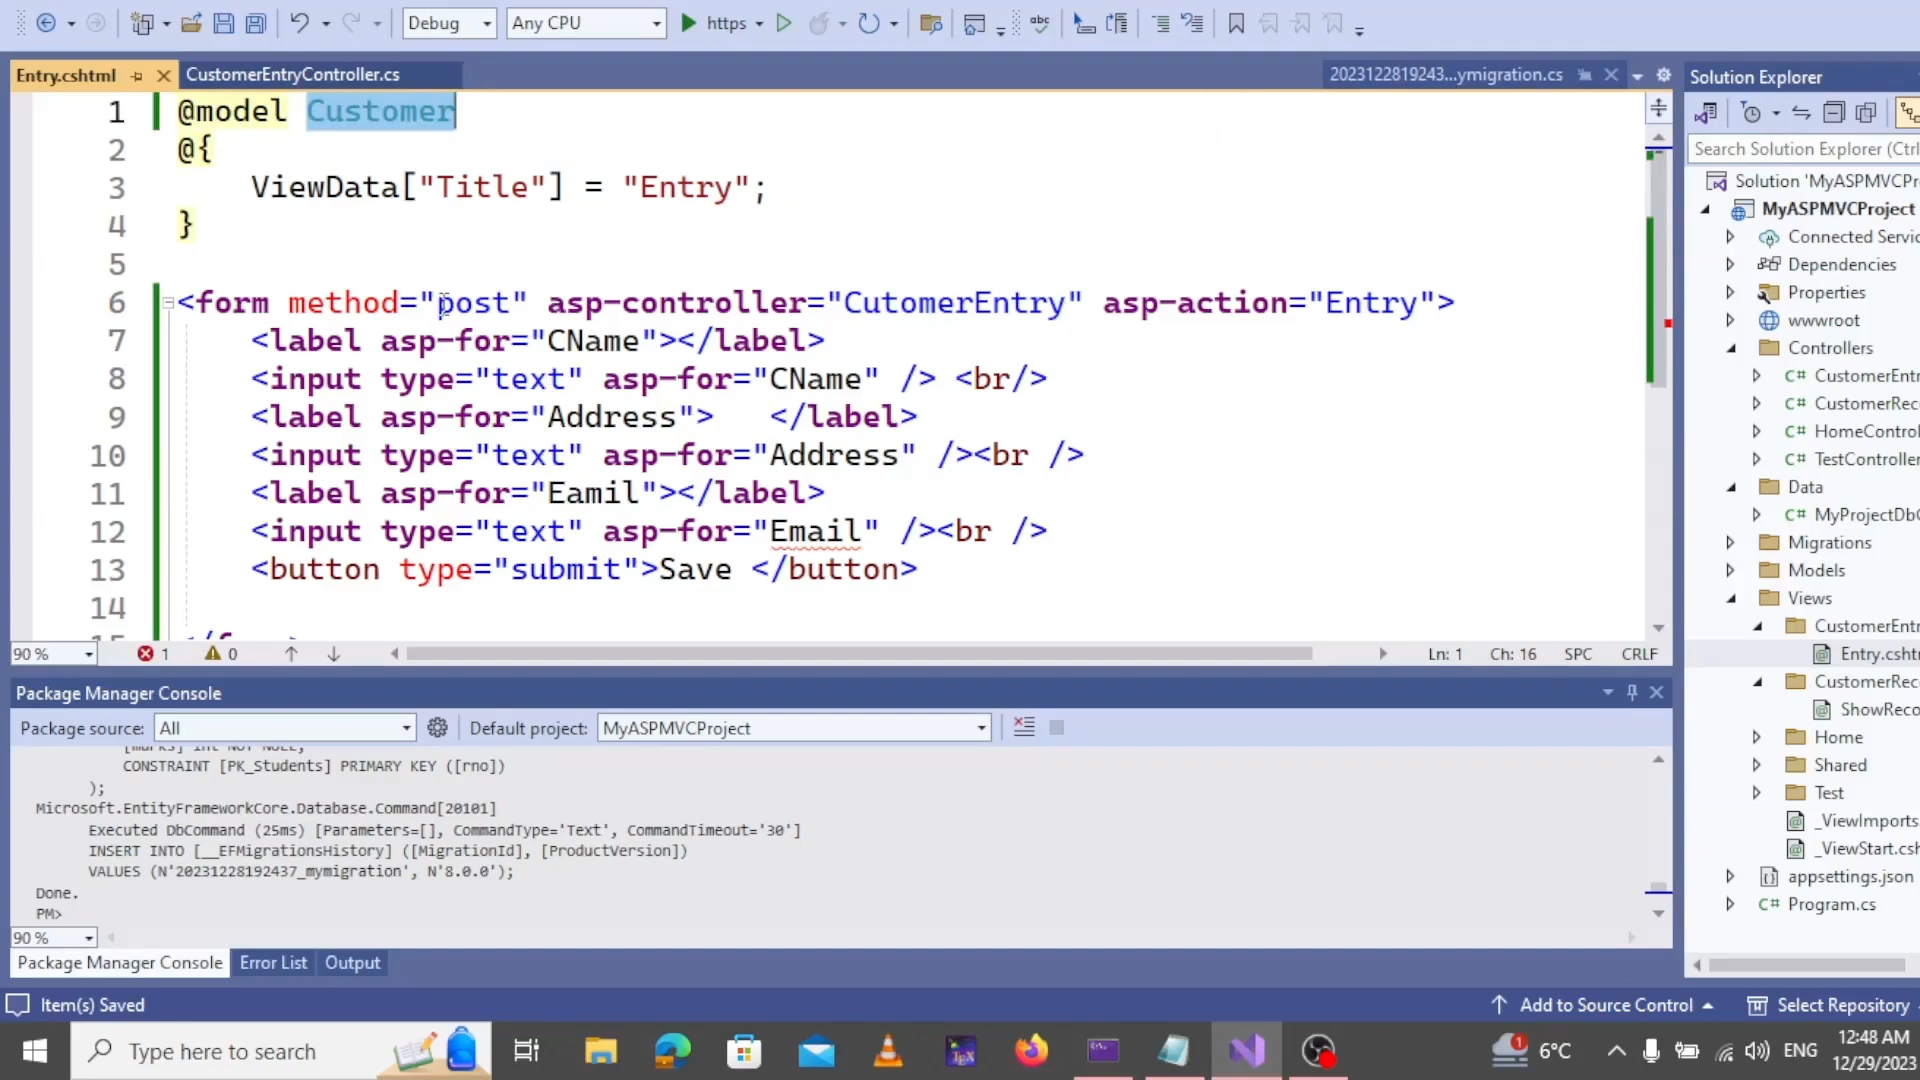 Debug
Any CPU
https
Entry.cshtml
CustomerEntryController.cs
2023122819243...ymigration.cs
1 @model Customer
2 @{
3 ViewData["Title"] = "Entry";
4 }
5
6 <form method="post" asp-controller="CutomerEntry" asp-action="Entry">
7 <label asp-for="CName"></label>
8 <input type="text" asp-for="CName" /> <br/>
9 <label asp-for="Address">   </label>
10 <input type="text" asp-for="Address" /><br />
11 <label asp-for="Eamil"></label>
12 <input type="text" asp-for="Email" /><br />
13 <button type="submit">Save </button>
14
90 %
1
0
Ln: 1 Ch: 16 SPC CRLF
Package Manager Console
Package source: All
Default project: MyASPMVCProject
[marks] int NOT NULL,
CONSTRAINT [PK_Students] PRIMARY KEY ([rno])
);
Microsoft.EntityFrameworkCore.Database.Command[20101]
Executed DbCommand (25ms) [Parameters=[], CommandType='Text', CommandTimeout='30']
INSERT INTO [__EFMigrationsHistory] ([MigrationId], [ProductVersion])
VALUES (N'20231228192437_mymigration', N'8.0.0');
Done.
PM>
90 %
Package Manager Console
Error List
Output
Solution Explorer
Search Solution Explorer (Ctrl
Solution 'MyASPMVCPr
MyASPMVCProject
Connected Servic
Dependencies
Properties
wwwroot
Controllers
C# CustomerEntr
C# CustomerRec
C# HomeControl
C# TestController
Data
C# MyProjectDb
Migrations
Models
Views
CustomerEntr
Entry.csht
CustomerRec
ShowReco
Home
Shared
Test
_ViewImports
_ViewStart.csh
appsettings.json
C# Program.cs
Item(s) Saved
Add to Source Control
Select Repository
Type here to search
1
6°C
ENG
12:48 AM
12/29/2023